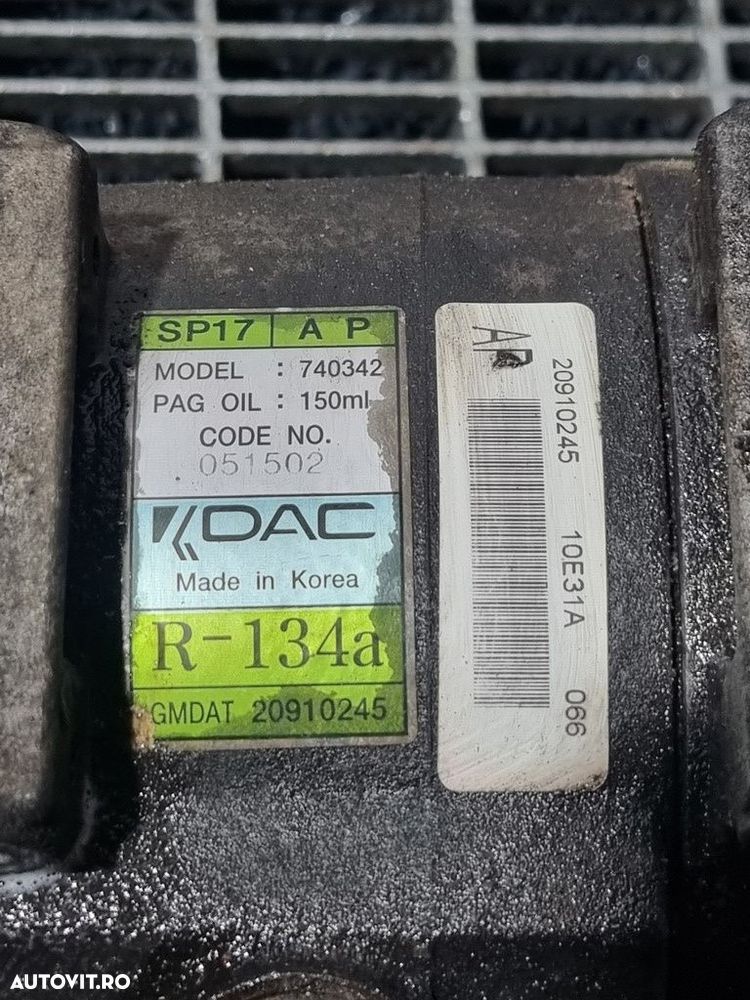 SP17 A P
MODEL : 740342
PAG OIL : 150ml
CODE NO.
051502
KDAC
Made in Korea
R-134a
GMDAT 20910245
AP
20910245 10E31A 066
AUTOVIT.RO